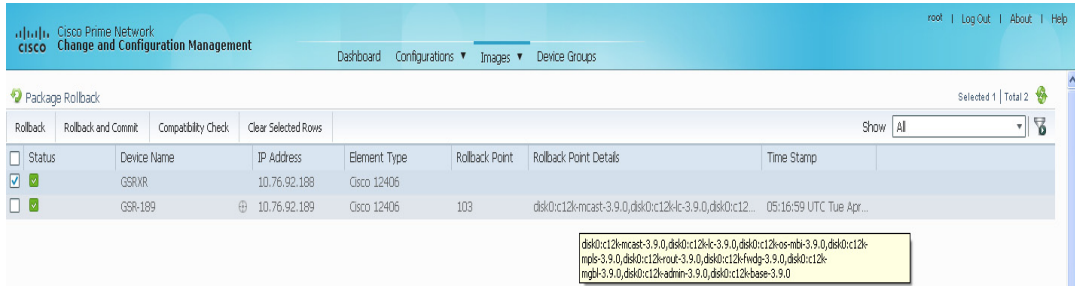 root | Log Out | About | Help
CISCO Cisco Prime Network
Change and Configuration Management
Dashboard Configurations ▼ Images ▼ Device Groups
Package Rollback
Selected 1 | Total 2
Rollback Rollback and Commit Compatibility Check Clear Selected Rows Show All
Status Device Name IP Address Element Type Rollback Point Rollback Point Details Time Stamp
GSRXR 10.76.92.188 Cisco 12406
GSR-189 10.76.92.189 Cisco 12406 103 disk0:c12k-mcast-3.9.0,disk0:c12k-lc-3.9.0,disk0:c12... 05:16:59 UTC Tue Apr...
disk0:c12k-mcast-3.9.0,disk0:c12k-lc-3.9.0,disk0:c12k-os-mbi-3.9.0,disk0:c12k-
mpls-3.9.0,disk0:c12k-rout-3.9.0,disk0:c12k-fwdg-3.9.0,disk0:c12k-
mgbl-3.9.0,disk0:c12k-admin-3.9.0,disk0:c12k-base-3.9.0